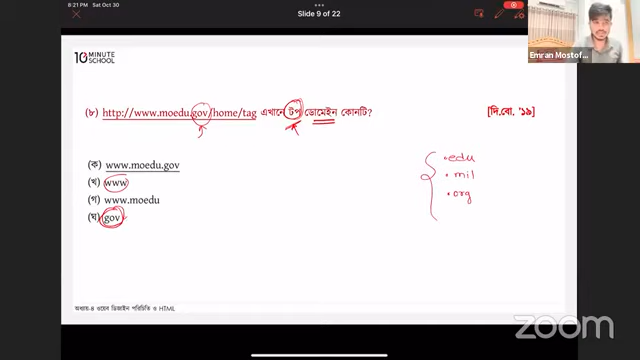 8:21 PM Sat Oct 30
Slide 9 of 22
Emran Mostof...
10 MINUTE
SCHOOL
(৮) http://www.moedu.gov/home/tag এখানে টপ ডোমেইন কোনটি?
[দি.বো. '১৯]
(ক) www.moedu.gov
(খ) www
(গ) www.moedu
(ঘ) gov
.edu
.mil
.org
অধ্যায়-৪ ওয়েব ডিজাইন পরিচিতি ও HTML
zoom